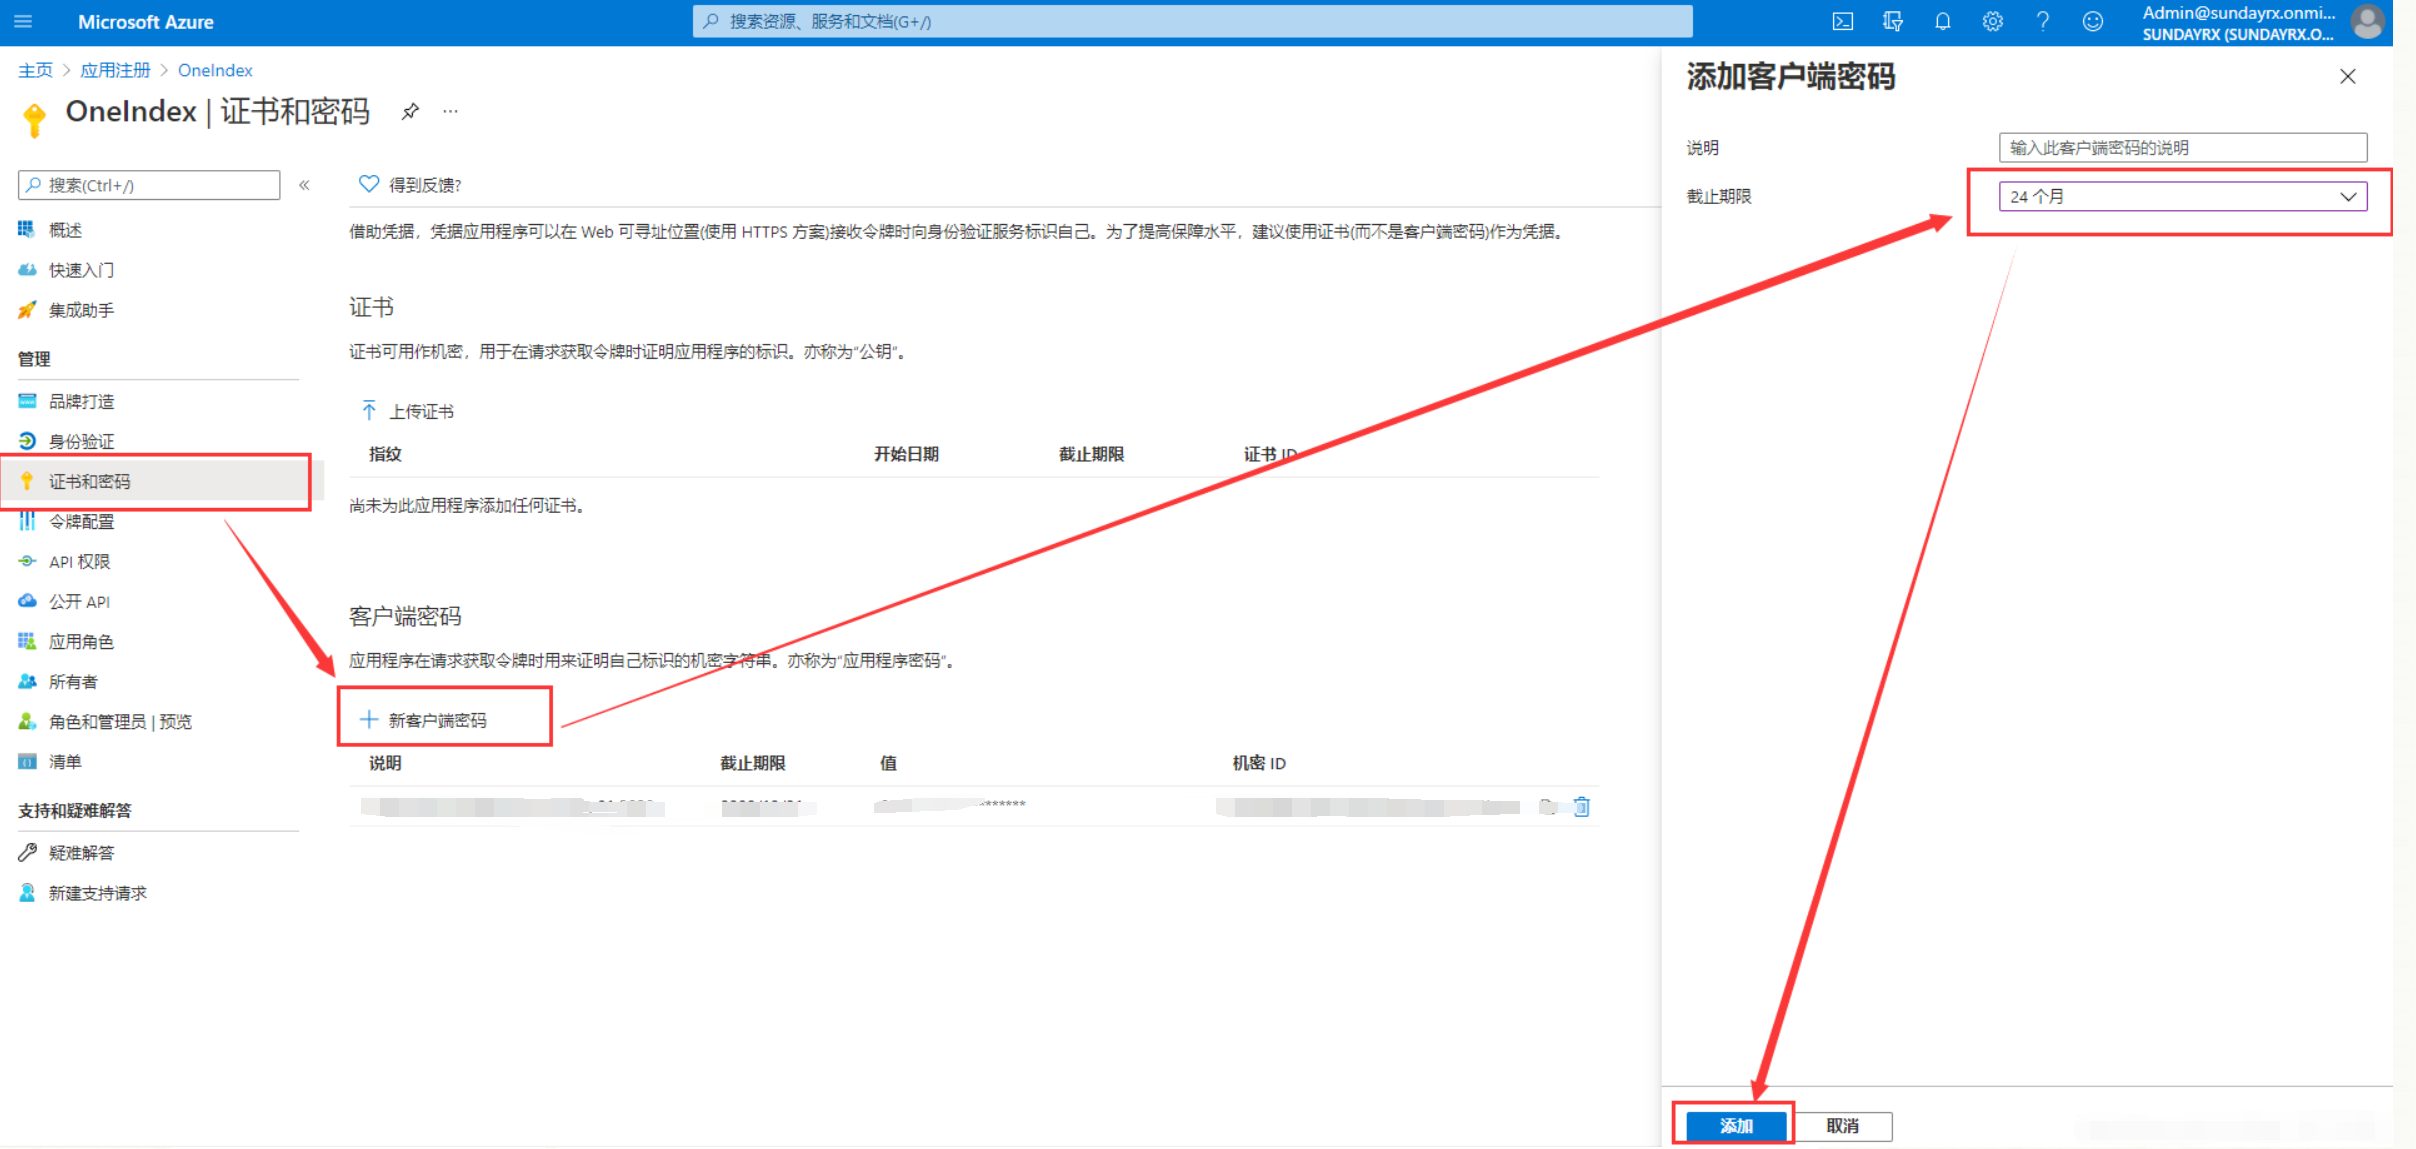 Microsoft Azure
搜索资源、服务和文档(G+/)
Admin@sundayrx.onmi...
SUNDAYRX (SUNDAYRX.O...
主页 > 应用注册 > OneIndex
OneIndex | 证书和密码
搜索(Ctrl+/)
概述
快速入门
集成助手
管理
品牌打造
身份验证
证书和密码
令牌配置
API 权限
公开 API
应用角色
所有者
角色和管理员 | 预览
清单
支持和疑难解答
疑难解答
新建支持请求
得到反馈?
借助凭据，凭据应用程序可以在 Web 可寻址位置(使用 HTTPS 方案)接收令牌时向身份验证服务标识自己。为了提高保障水平，建议使用证书(而不是客户端密码)作为凭据。
证书
证书可用作机密，用于在请求获取令牌时证明应用程序的标识。亦称为“公钥”。
上传证书
指纹 开始日期 截止期限 证书 ID
尚未为此应用程序添加任何证书。
客户端密码
应用程序在请求获取令牌时用来证明自己标识的机密字符串。亦称为“应用程序密码”。
新客户端密码
说明 截止期限 值 机密 ID
添加客户端密码
说明 输入此客户端密码的说明
截止期限 24 个月
添加 取消